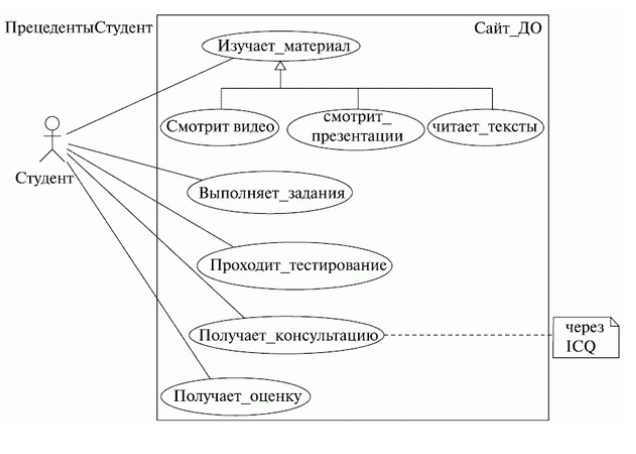 ПрецедентыСтудент
Сайт_ДО
Изучает_материал
Смотрит видео
смотрит_
презентации
читает_тексты
Студент
Выполняет_задания
Проходит_тестирование
Получает_консультацию
через
ICQ
Получает_оценку